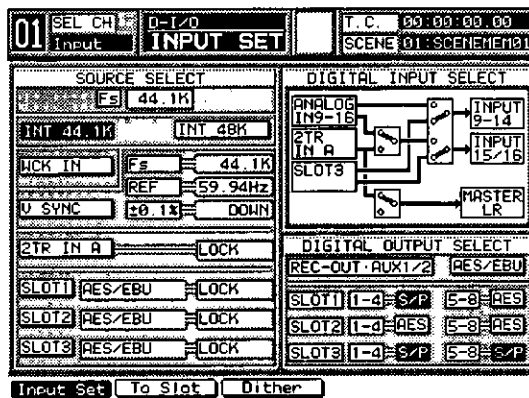 01 SEL CH D-I/O T.C. 00:00:00.00
Input INPUT SET SCENE 01:SCENEMEM01
SOURCE SELECT
Fs 44.1K
INT 44.1K INT 48K
WCK IN Fs 44.1K
REF 59.94Hz
V SYNC ±0.1% DOWN
2TR IN A LOCK
SLOT1 AES/EBU LOCK
SLOT2 AES/EBU LOCK
SLOT3 AES/EBU LOCK
DIGITAL INPUT SELECT
ANALOG IN9-16
2TR IN A
SLOT3
INPUT 9-14
INPUT 15/16
MASTER LR
DIGITAL OUTPUT SELECT
REC-OUT·AUX1/2 AES/EBU
SLOT1 1-4 S/P 5-8 AES
SLOT2 1-4 AES 5-8 AES
SLOT3 1-4 S/P 5-8 S/P
Input Set To Slot Dither